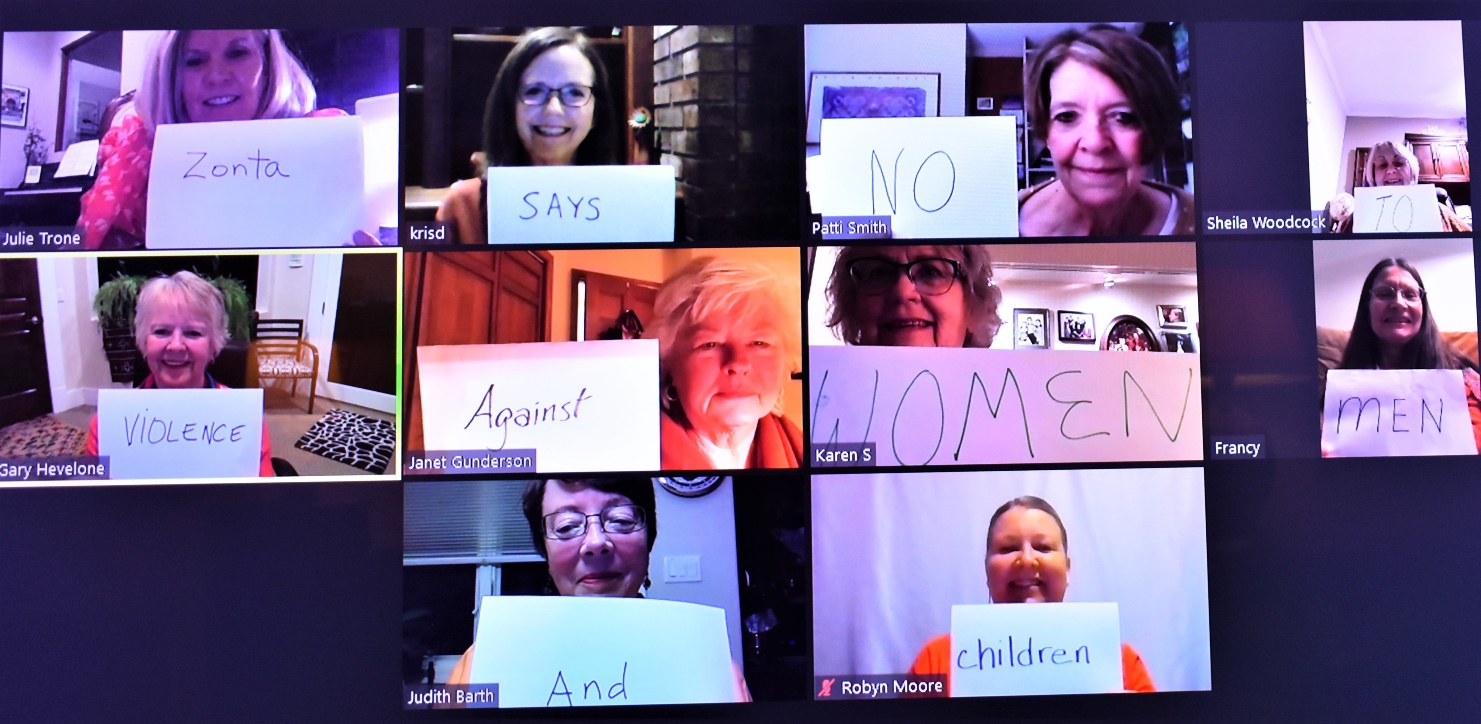 Zonta
Julie Trone
SAYS
krisd
NO
Patti Smith
TO
Sheila Woodcock
VIOLENCE
Gary Hevelone
Against
Janet Gunderson
WOMEN
Karen S
MEN
Francy
And
Judith Barth
children
Robyn Moore